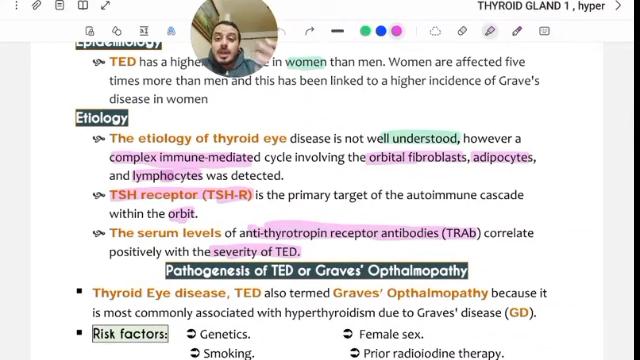 THYROID GLAND 1 , hyper
Epidemiology
TED has a higher e in women than men. Women are affected five
times more than men and this has been linked to a higher incidence of Grave's
disease in women
Etiology
The etiology of thyroid eye disease is not well understood, however a
complex immune-mediated cycle involving the orbital fibroblasts, adipocytes,
and lymphocytes was detected.
TSH receptor (TSH-R) is the primary target of the autoimmune cascade
within the orbit.
The serum levels of anti-thyrotropin receptor antibodies (TRAb) correlate
positively with the severity of TED.
Pathogenesis of TED or Graves' Opthalmopathy
Thyroid Eye disease, TED also termed Graves' Opthalmopathy because it
is most commonly associated with hyperthyroidism due to Graves' disease (GD).
Risk factors: Genetics. Female sex.
Smoking. Prior radioiodine therapy.